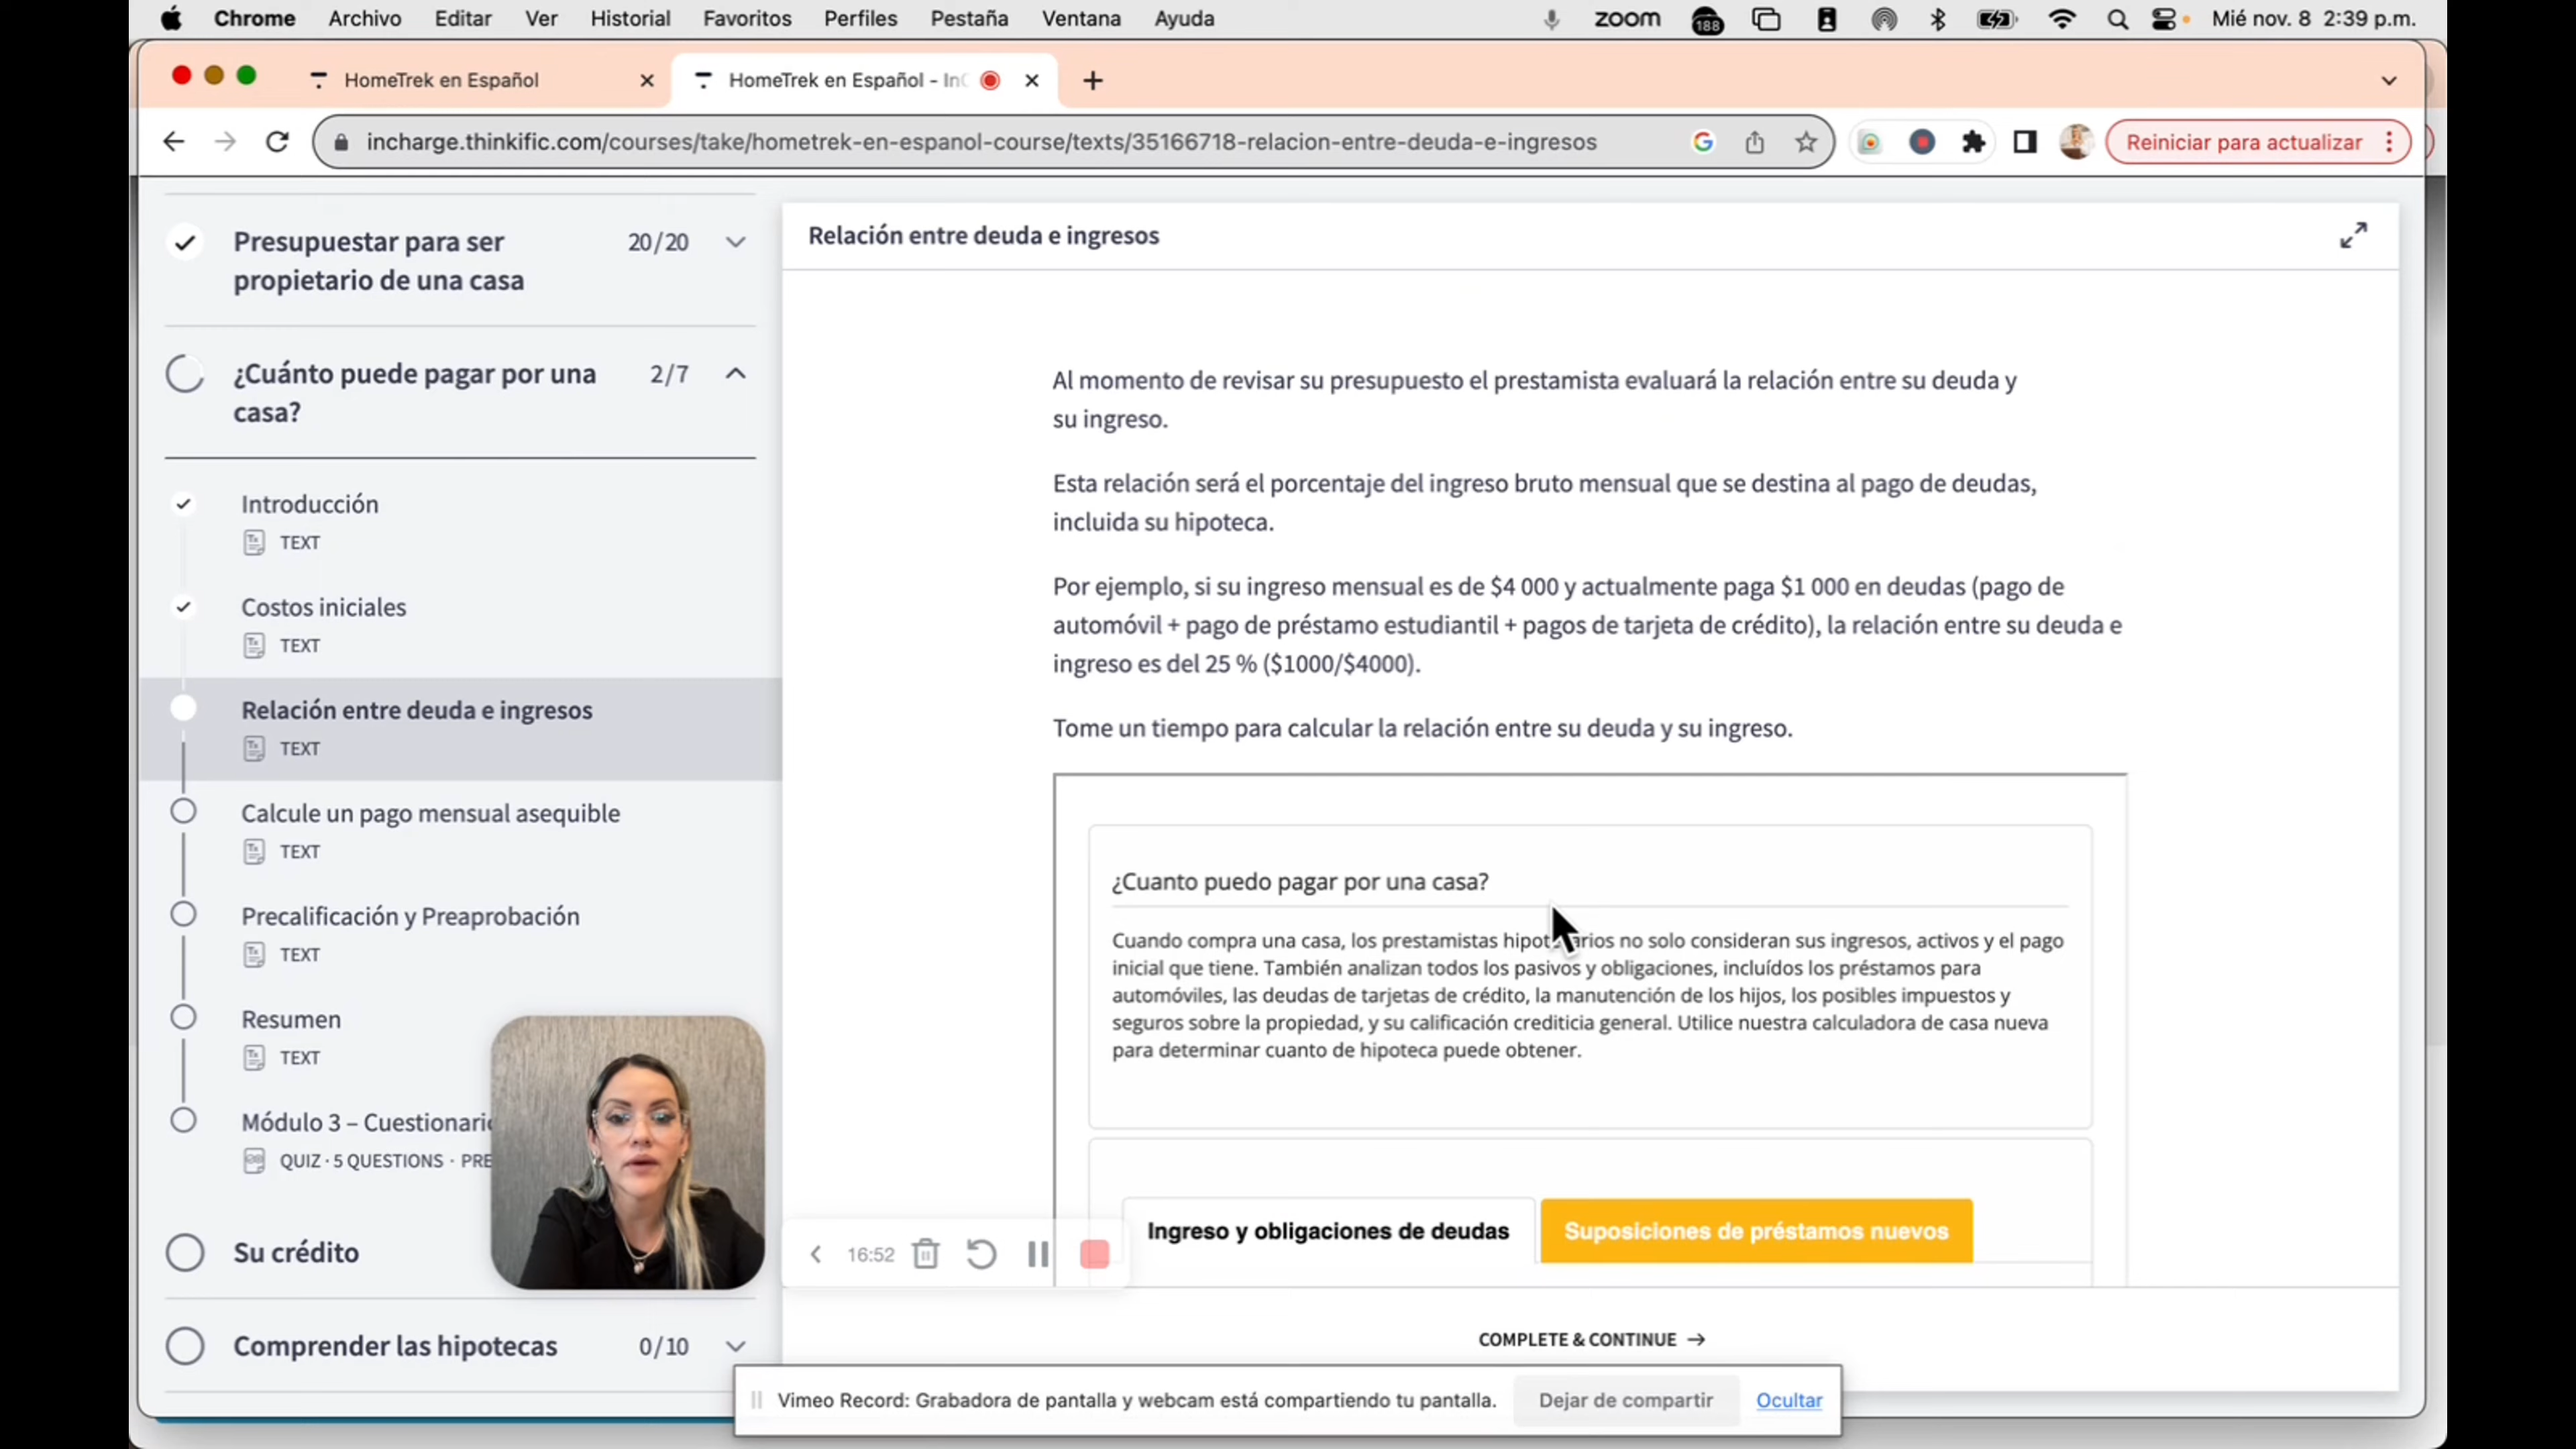 Chrome Archivo Editar Ver Historial Favoritos Perfiles Pestaña Ventana Ayuda zoom 188 Mié nov. 8 2:39 p.m.
HomeTrek en Español HomeTrek en Español - In
incharge.thinkific.com/courses/take/hometrek-en-espanol-course/texts/35166718-relacion-entre-deuda-e-ingresos Reiniciar para actualizar
Presupuestar para ser 20/20
propietario de una casa
¿Cuánto puede pagar por una 2/7
casa?
Introducción
TEXT
Costos iniciales
TEXT
Relación entre deuda e ingresos
TEXT
Calcule un pago mensual asequible
TEXT
Precalificación y Preaprobación
TEXT
Resumen
TEXT
Módulo 3 – Cuestionario
QUIZ · 5 QUESTIONS · PRE
Su crédito
Comprender las hipotecas 0/10
Relación entre deuda e ingresos
Al momento de revisar su presupuesto el prestamista evaluará la relación entre su deuda y
su ingreso.
Esta relación será el porcentaje del ingreso bruto mensual que se destina al pago de deudas,
incluida su hipoteca.
Por ejemplo, si su ingreso mensual es de $4 000 y actualmente paga $1 000 en deudas (pago de
automóvil + pago de préstamo estudiantil + pagos de tarjeta de crédito), la relación entre su deuda e
ingreso es del 25 % ($1000/$4000).
Tome un tiempo para calcular la relación entre su deuda y su ingreso.
¿Cuanto puedo pagar por una casa?
Cuando compra una casa, los prestamistas hipotecarios no solo consideran sus ingresos, activos y el pago
inicial que tiene. También analizan todos los pasivos y obligaciones, incluídos los préstamos para
automóviles, las deudas de tarjetas de crédito, la manutención de los hijos, los posibles impuestos y
seguros sobre la propiedad, y su calificación crediticia general. Utilice nuestra calculadora de casa nueva
para determinar cuanto de hipoteca puede obtener.
Ingreso y obligaciones de deudas Suposiciones de préstamos nuevos
16:52
COMPLETE & CONTINUE →
Vimeo Record: Grabadora de pantalla y webcam está compartiendo tu pantalla. Dejar de compartir Ocultar